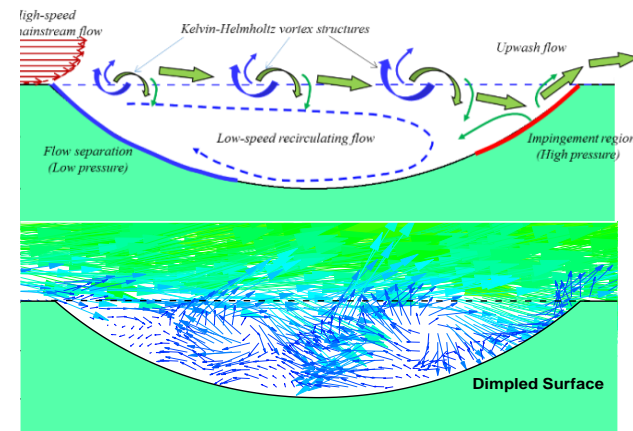 High-speed
mainstream flow
Kelvin-Helmholtz vortex structures
Upwash flow
Low-speed recirculating flow
Flow separation
(Low pressure)
Impingement region
(High pressure)
Dimpled Surface